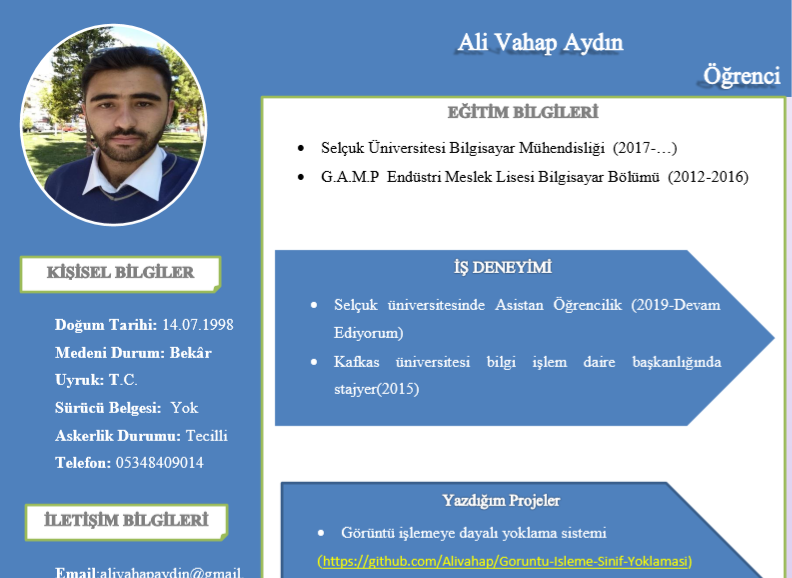 Ali Vahap Aydın
Öğrenci
EĞİTİM BİLGİLERİ
• Selçuk Üniversitesi Bilgisayar Mühendisliği (2017-…)
• G.A.M.P Endüstri Meslek Lisesi Bilgisayar Bölümü (2012-2016)
KİŞİSEL BİLGİLER
Doğum Tarihi: 14.07.1998
Medeni Durum: Bekâr
Uyruk: T.C.
Sürücü Belgesi: Yok
Askerlik Durumu: Tecilli
Telefon: 05348409014
İLETİŞİM BİLGİLERİ
Email:alivahapaydin@gmail
İŞ DENEYİMİ
• Selçuk üniversitesinde Asistan Öğrencilik (2019-Devam
Ediyorum)
• Kafkas üniversitesi bilgi işlem daire başkanlığında
stajyer(2015)
Yazdığım Projeler
• Görüntü işlemeye dayalı yoklama sistemi
(https://github.com/Alivahap/Goruntu-Isleme-Sinif-Yoklamasi)